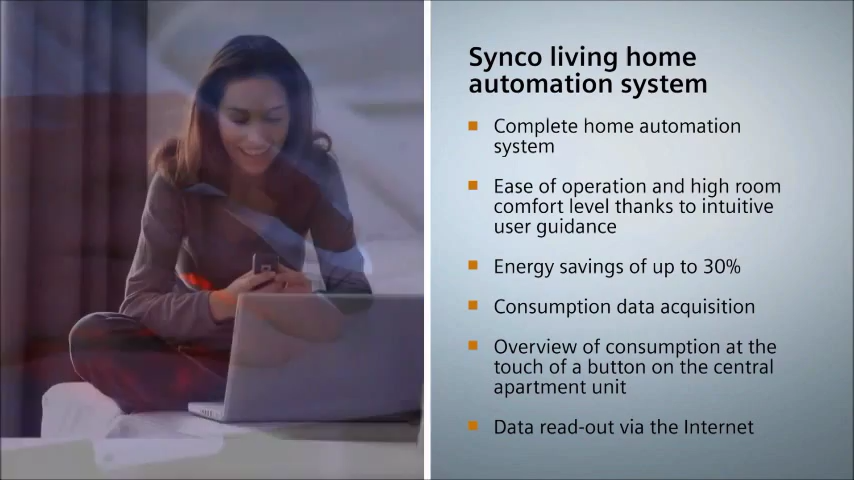 Synco living home
automation system
Complete home automation
system
Ease of operation and high room
comfort level thanks to intuitive
user guidance
Energy savings of up to 30%
Consumption data acquisition
Overview of consumption at the
touch of a button on the central
apartment unit
Data read-out via the Internet